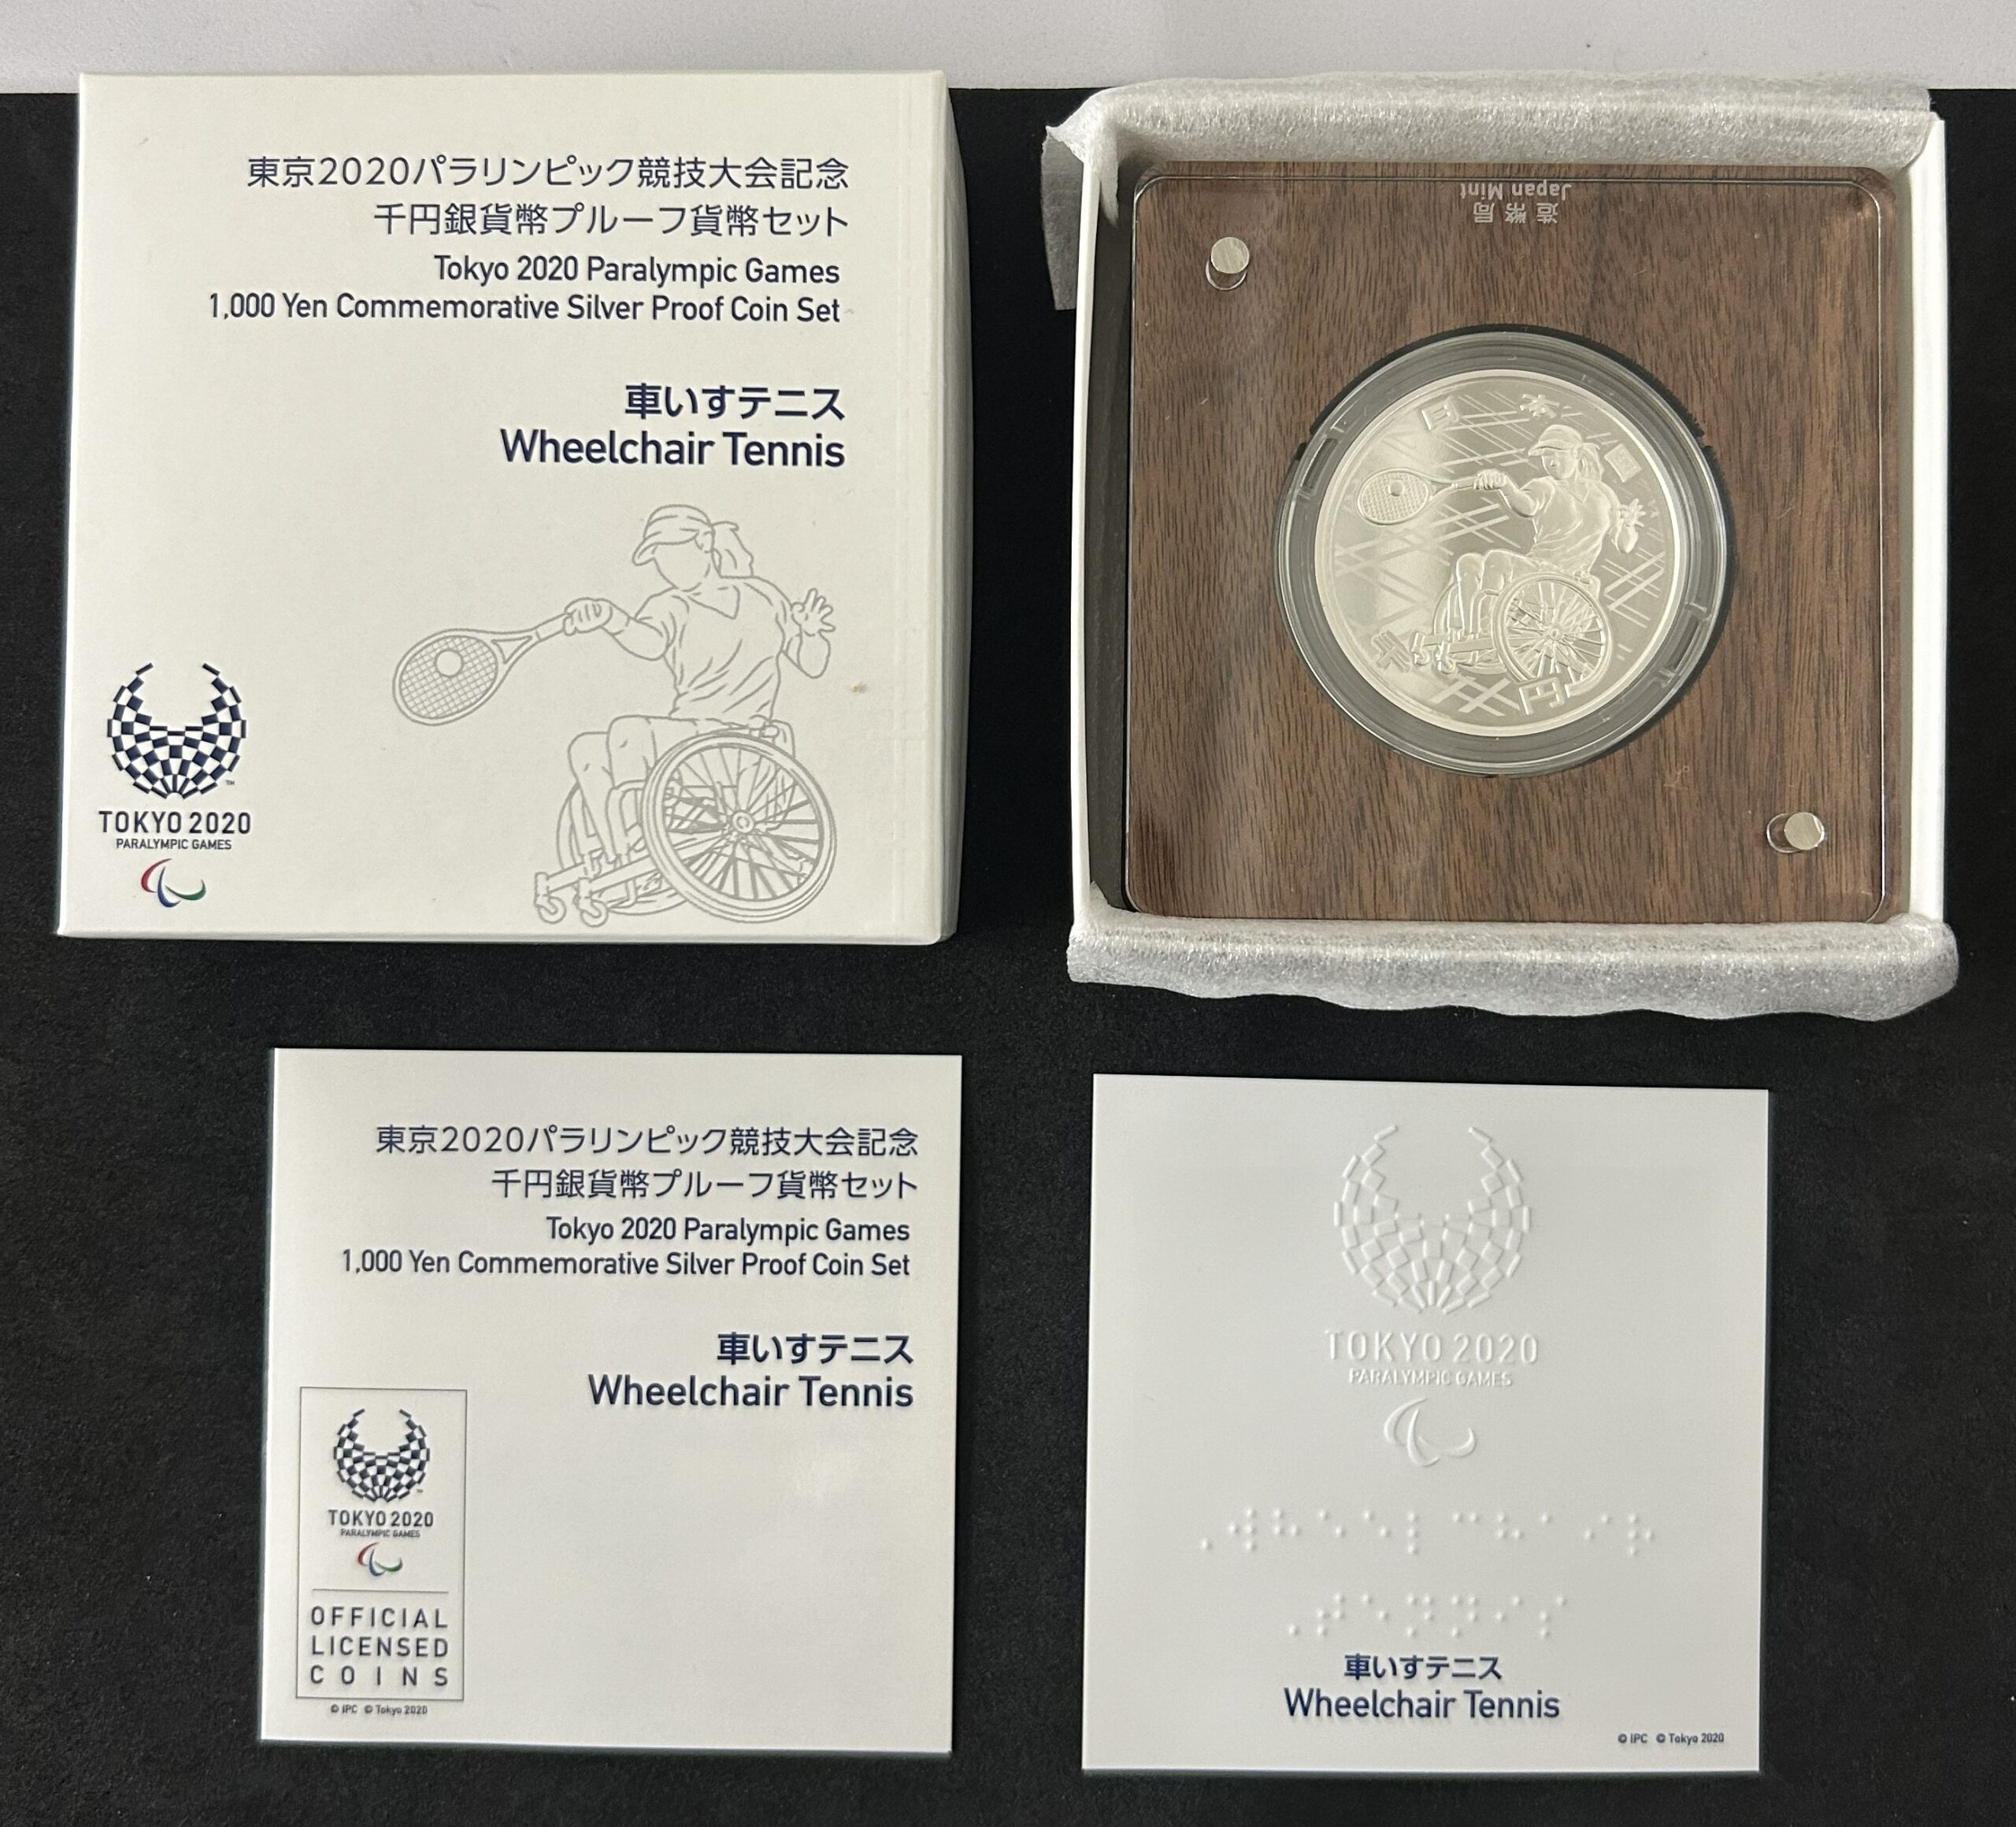 東京2020パラリンピック競技大会記念
千円銀貨幣プルーフ貨幣セット
Tokyo 2020 Paralympic Games
1,000 Yen Commemorative Silver Proof Coin Set
車いすテニス
Wheelchair Tennis
TM
TOKYO 2020
PARALYMPIC GAMES
造幣局
Japan Mint
日本国
千円
東京2020パラリンピック競技大会記念
千円銀貨幣プルーフ貨幣セット
Tokyo 2020 Paralympic Games
1,000 Yen Commemorative Silver Proof Coin Set
車いすテニス
Wheelchair Tennis
TOKYO 2020
PARALYMPIC GAMES
OFFICIAL
LICENSED
COINS
© IPC © Tokyo 2020
TOKYO 2020
PARALYMPIC GAMES
⠠⠺⠓⠑⠑⠇⠉⠓⠁⠊⠗
⠠⠞⠑⠝⠝⠊⠎
車いすテニス
Wheelchair Tennis
© IPC © Tokyo 2020